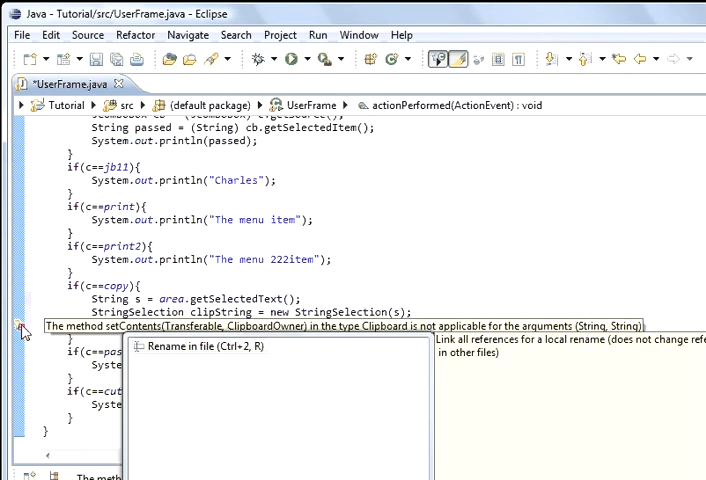 Java - Tutorial/src/UserFrame.java - Eclipse
File Edit Source Refactor Navigate Search Project Run Window Help
*UserFrame.java
Tutorial src (default package) UserFrame actionPerformed(ActionEvent) : void
String passed = (String) cb.getSelectedItem();
System.out.println(passed);
}
if(c==jb11){
System.out.println("Charles");
}
if(c==print){
System.out.println("The menu item");
}
if(c==print2){
System.out.println("The menu 222item");
}
if(c==copy){
String s = area.getSelectedText();
StringSelection clipString = new StringSelection(s);
The method setContents(Transferable, ClipboardOwner) in the type Clipboard is not applicable for the arguments (String, String)
}
Link all references for a local rename (does not change refe
Rename in file (Ctrl+2, R)
if(c==pas
in other files)
Syste
}
if(c==cut
Syste
}
}
The meth